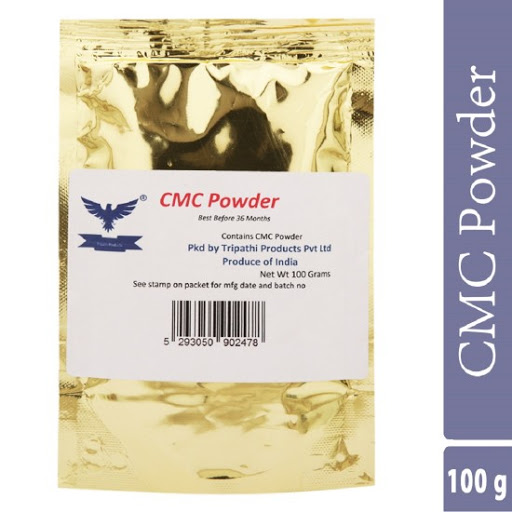 ®
CMC Powder
Best Before 36 Months
Contains CMC Powder
Pkd by Tripathi Products Pvt Ltd
Produce of India
Net Wt 100 Grams
See stamp on packet for mfg date and batch no
5 293050 902478
CMC Powder
100 g